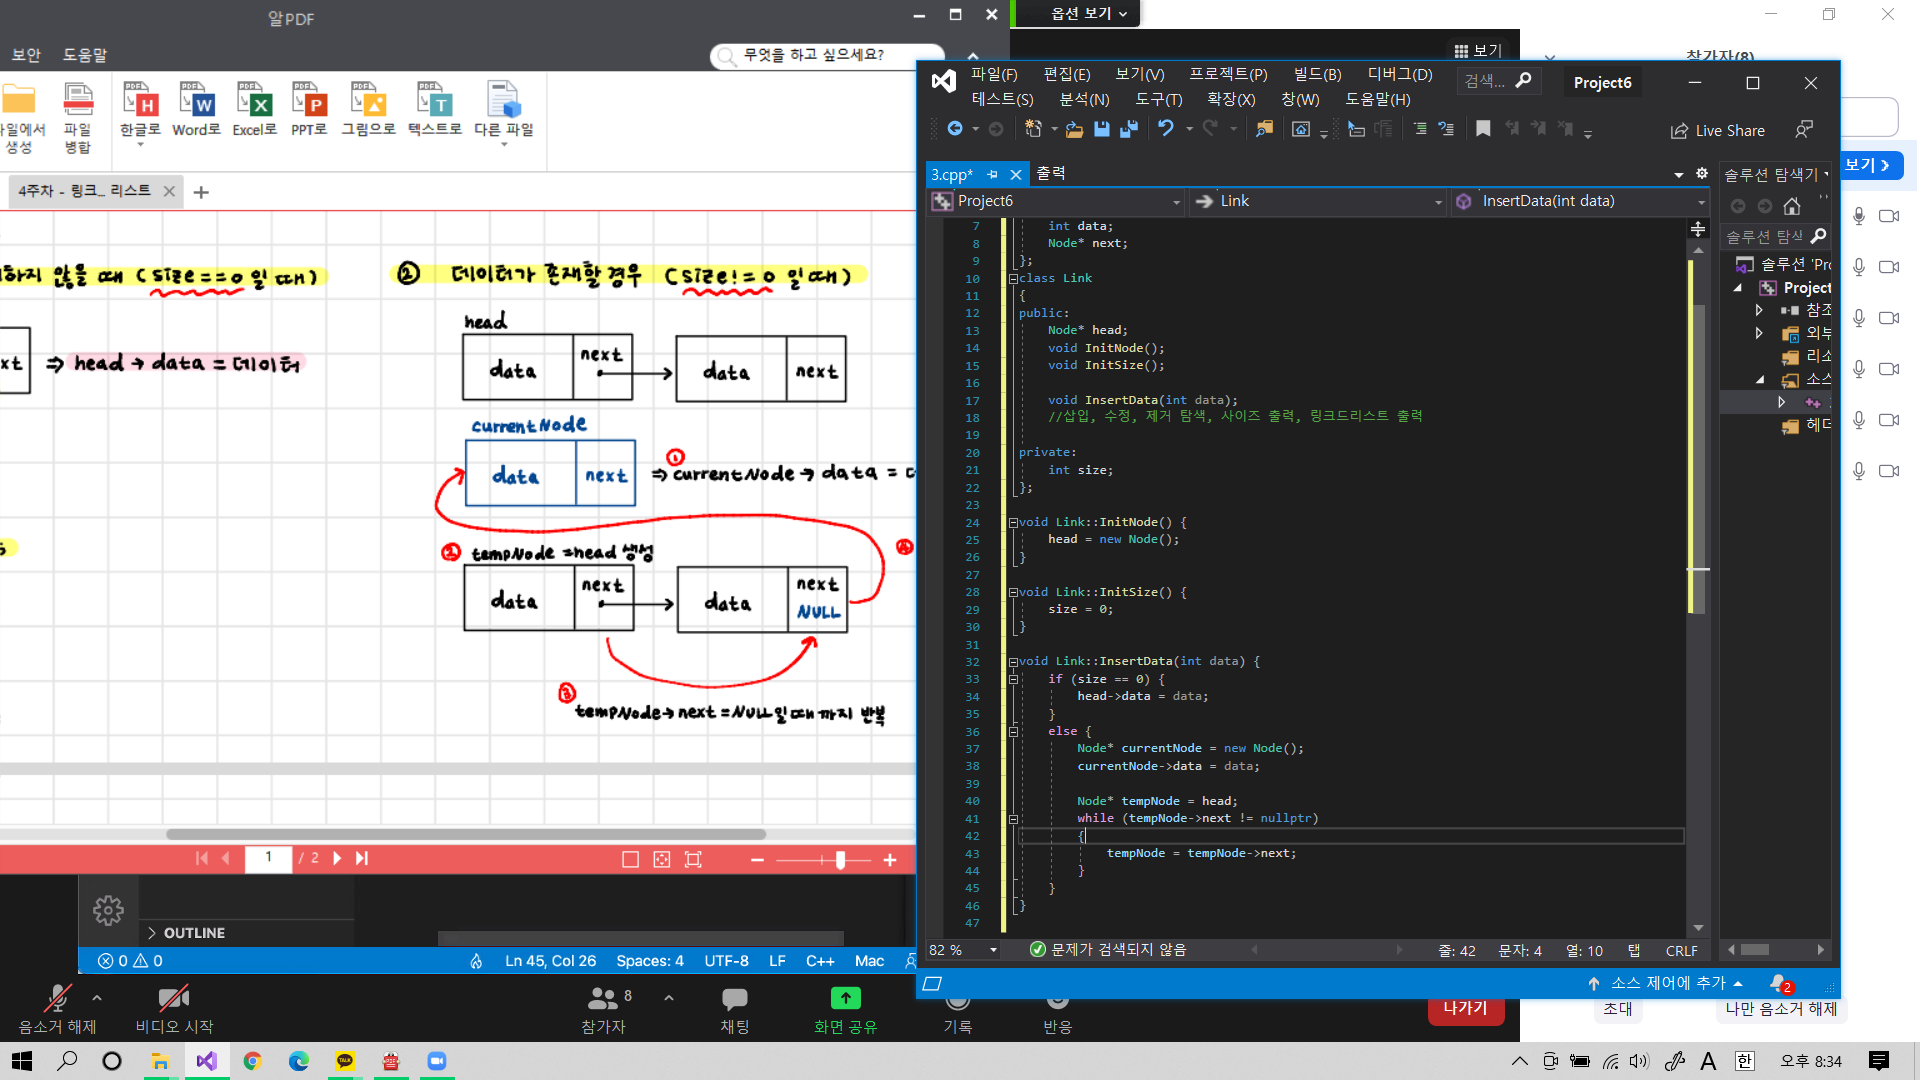 알PDF
보안 도움말
무엇을 하고 싶으세요?
일에서 생성
파일 병합
한글로
Word로
Excel로
PPT로
그림으로
텍스트로
다른 파일
4주차 - 링크_ 리스트
하지 않을 때 (size==0 일 때)
xt ⇒ head → data = 데이터
② 데이터가 존재할 경우 (size != 0 일 때)
head
data next data next
currentNode
data next
① ⇒ currentNode → data = 더
② tempNode = head 생성
data next data next NULL
④
③ tempNode → next = NULL일 때 까지 반복
1 / 2
OUTLINE
0 0 Ln 45, Col 26 Spaces: 4 UTF-8 LF C++ Mac
음소거 해제
비디오 시작
8
참가자
채팅
화면 공유
기록
반응
나가기
옵션 보기
보기
참가자(8)
보기
초대
나만 음소거 해제
파일(F) 편집(E) 보기(V) 프로젝트(P) 빌드(B) 디버그(D) 검색... Project6
테스트(S) 분석(N) 도구(T) 확장(X) 창(W) 도움말(H)
Live Share
3.cpp* 출력
Project6 Link InsertData(int data)
7 int data;
8 Node* next;
9 };
10 class Link
11 {
12 public:
13 Node* head;
14 void InitNode();
15 void InitSize();
16
17 void InsertData(int data);
18 //삽입, 수정, 제거 탐색, 사이즈 출력, 링크드리스트 출력
19
20 private:
21 int size;
22 };
23
24 void Link::InitNode() {
25 head = new Node();
26 }
27
28 void Link::InitSize() {
29 size = 0;
30 }
31
32 void Link::InsertData(int data) {
33 if (size == 0) {
34 head->data = data;
35 }
36 else {
37 Node* currentNode = new Node();
38 currentNode->data = data;
39
40 Node* tempNode = head;
41 while (tempNode->next != nullptr)
42 {
43 tempNode = tempNode->next;
44 }
45 }
46 }
47
82 % 문제가 검색되지 않음 줄: 42 문자: 4 열: 10 탭 CRLF
소스 제어에 추가 2
솔루션 탐색기
솔루션 탐색
솔루션 'Pro
Project
참조
외부
리소
소스
헤더
TALK
A 한 오후 8:34